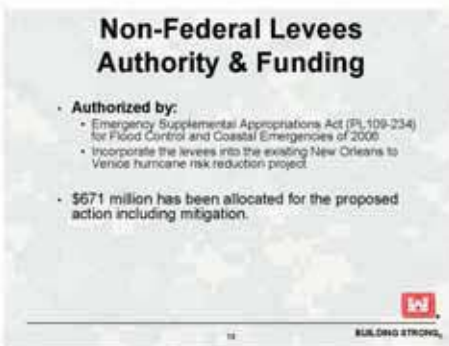 Non-Federal Levees
Authority & Funding
• Authorized by:
• Emergency Supplemental Appropriations Act (PL109-234)
for Flood Control and Coastal Emergencies of 2006
• Incorporate the levees into the existing New Orleans to
Venice hurricane risk reduction project
• $671 million has been allocated for the proposed
action including mitigation.
BUILDING STRONG®